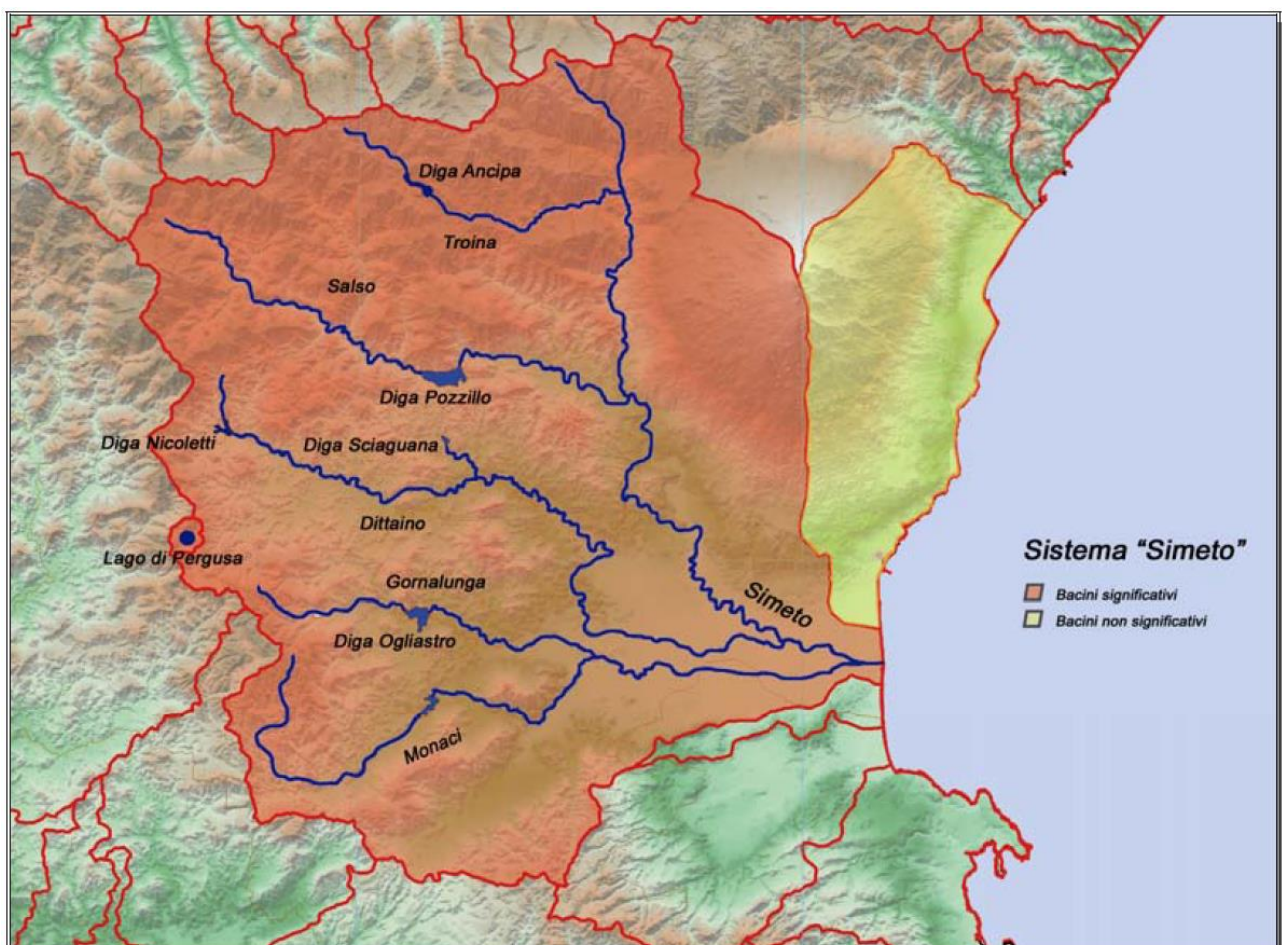 Diga Ancipa
Troina
Salso
Diga Pozzillo
Diga Nicoletti
Diga Sciaguana
Dittaino
Lago di Pergusa
Gornalunga
Simeto
Diga Ogliastro
Monaci
Sistema "Simeto"
Bacini significativi
Bacini non significativi